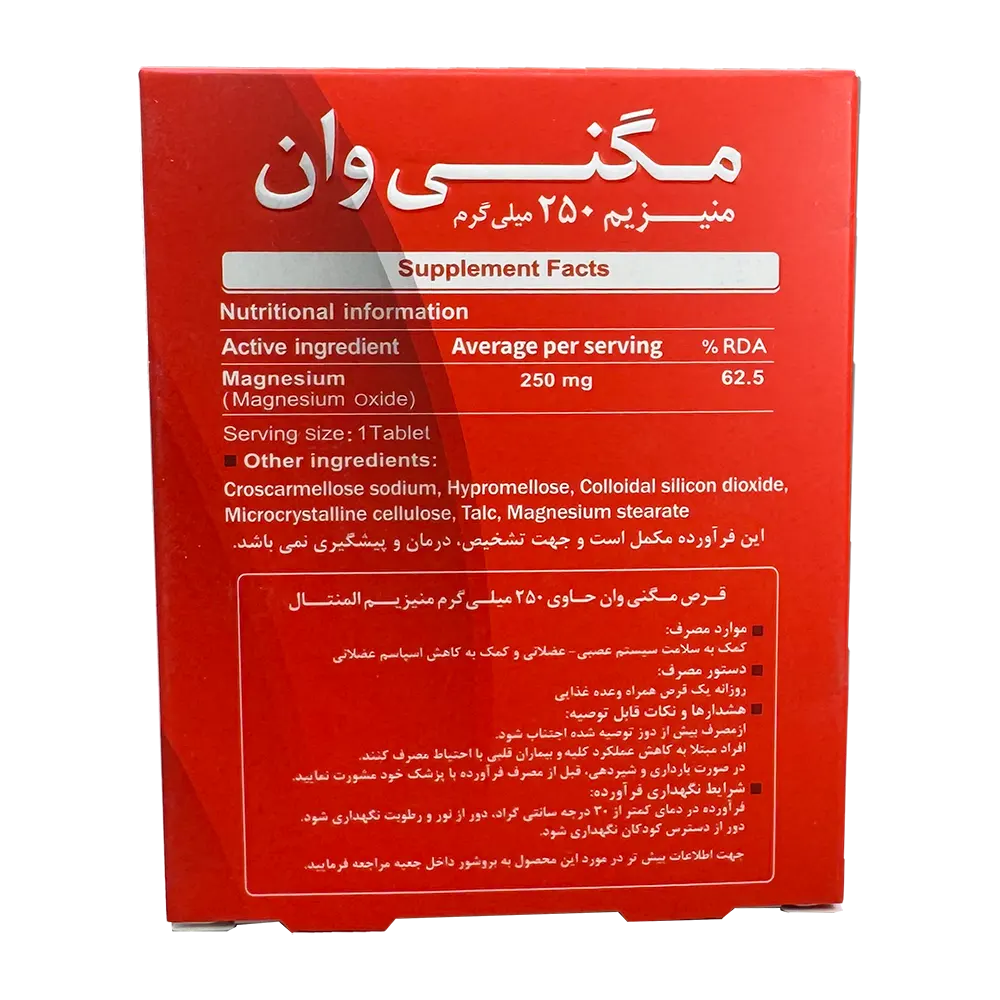 مگنی وان
منیزیم ۲۵۰ میلی‌گرم
Supplement Facts
Nutritional information
Active ingredient Average per serving % RDA
Magnesium 250 mg 62.5
(Magnesium Oxide)
Serving size: 1 Tablet
Other ingredients:
Croscarmellose sodium, Hypromellose, Colloidal silicon dioxide,
Microcrystalline cellulose, Talc, Magnesium stearate
این فرآورده مکمل است و جهت تشخیص، درمان و پیشگیری نمی باشد.
قرص مگنی وان حاوی ۲۵۰ میلی‌گرم منیزیم المنتال
موارد مصرف:
کمک به سلامت سیستم عصبی- عضلانی و کمک به کاهش اسپاسم عضلانی
دستور مصرف:
روزانه یک قرص همراه وعده غذایی
هشدارها و نکات قابل توصیه:
ازمصرف بیش از دوز توصیه شده اجتناب شود.
افراد مبتلا به کاهش عملکرد کلیه و بیماران قلبی با احتیاط مصرف کنند.
در صورت بارداری و شیردهی، قبل از مصرف فرآورده با پزشک خود مشورت نمایید.
شرایط نگهداری فرآورده:
فرآورده در دمای کمتر از ۳۰ درجه سانتی گراد، دور از نور و رطوبت نگهداری شود.
دور از دسترس کودکان نگهداری شود.
جهت اطلاعات بیش تر در مورد این محصول به بروشور داخل جعبه مراجعه فرمایید.